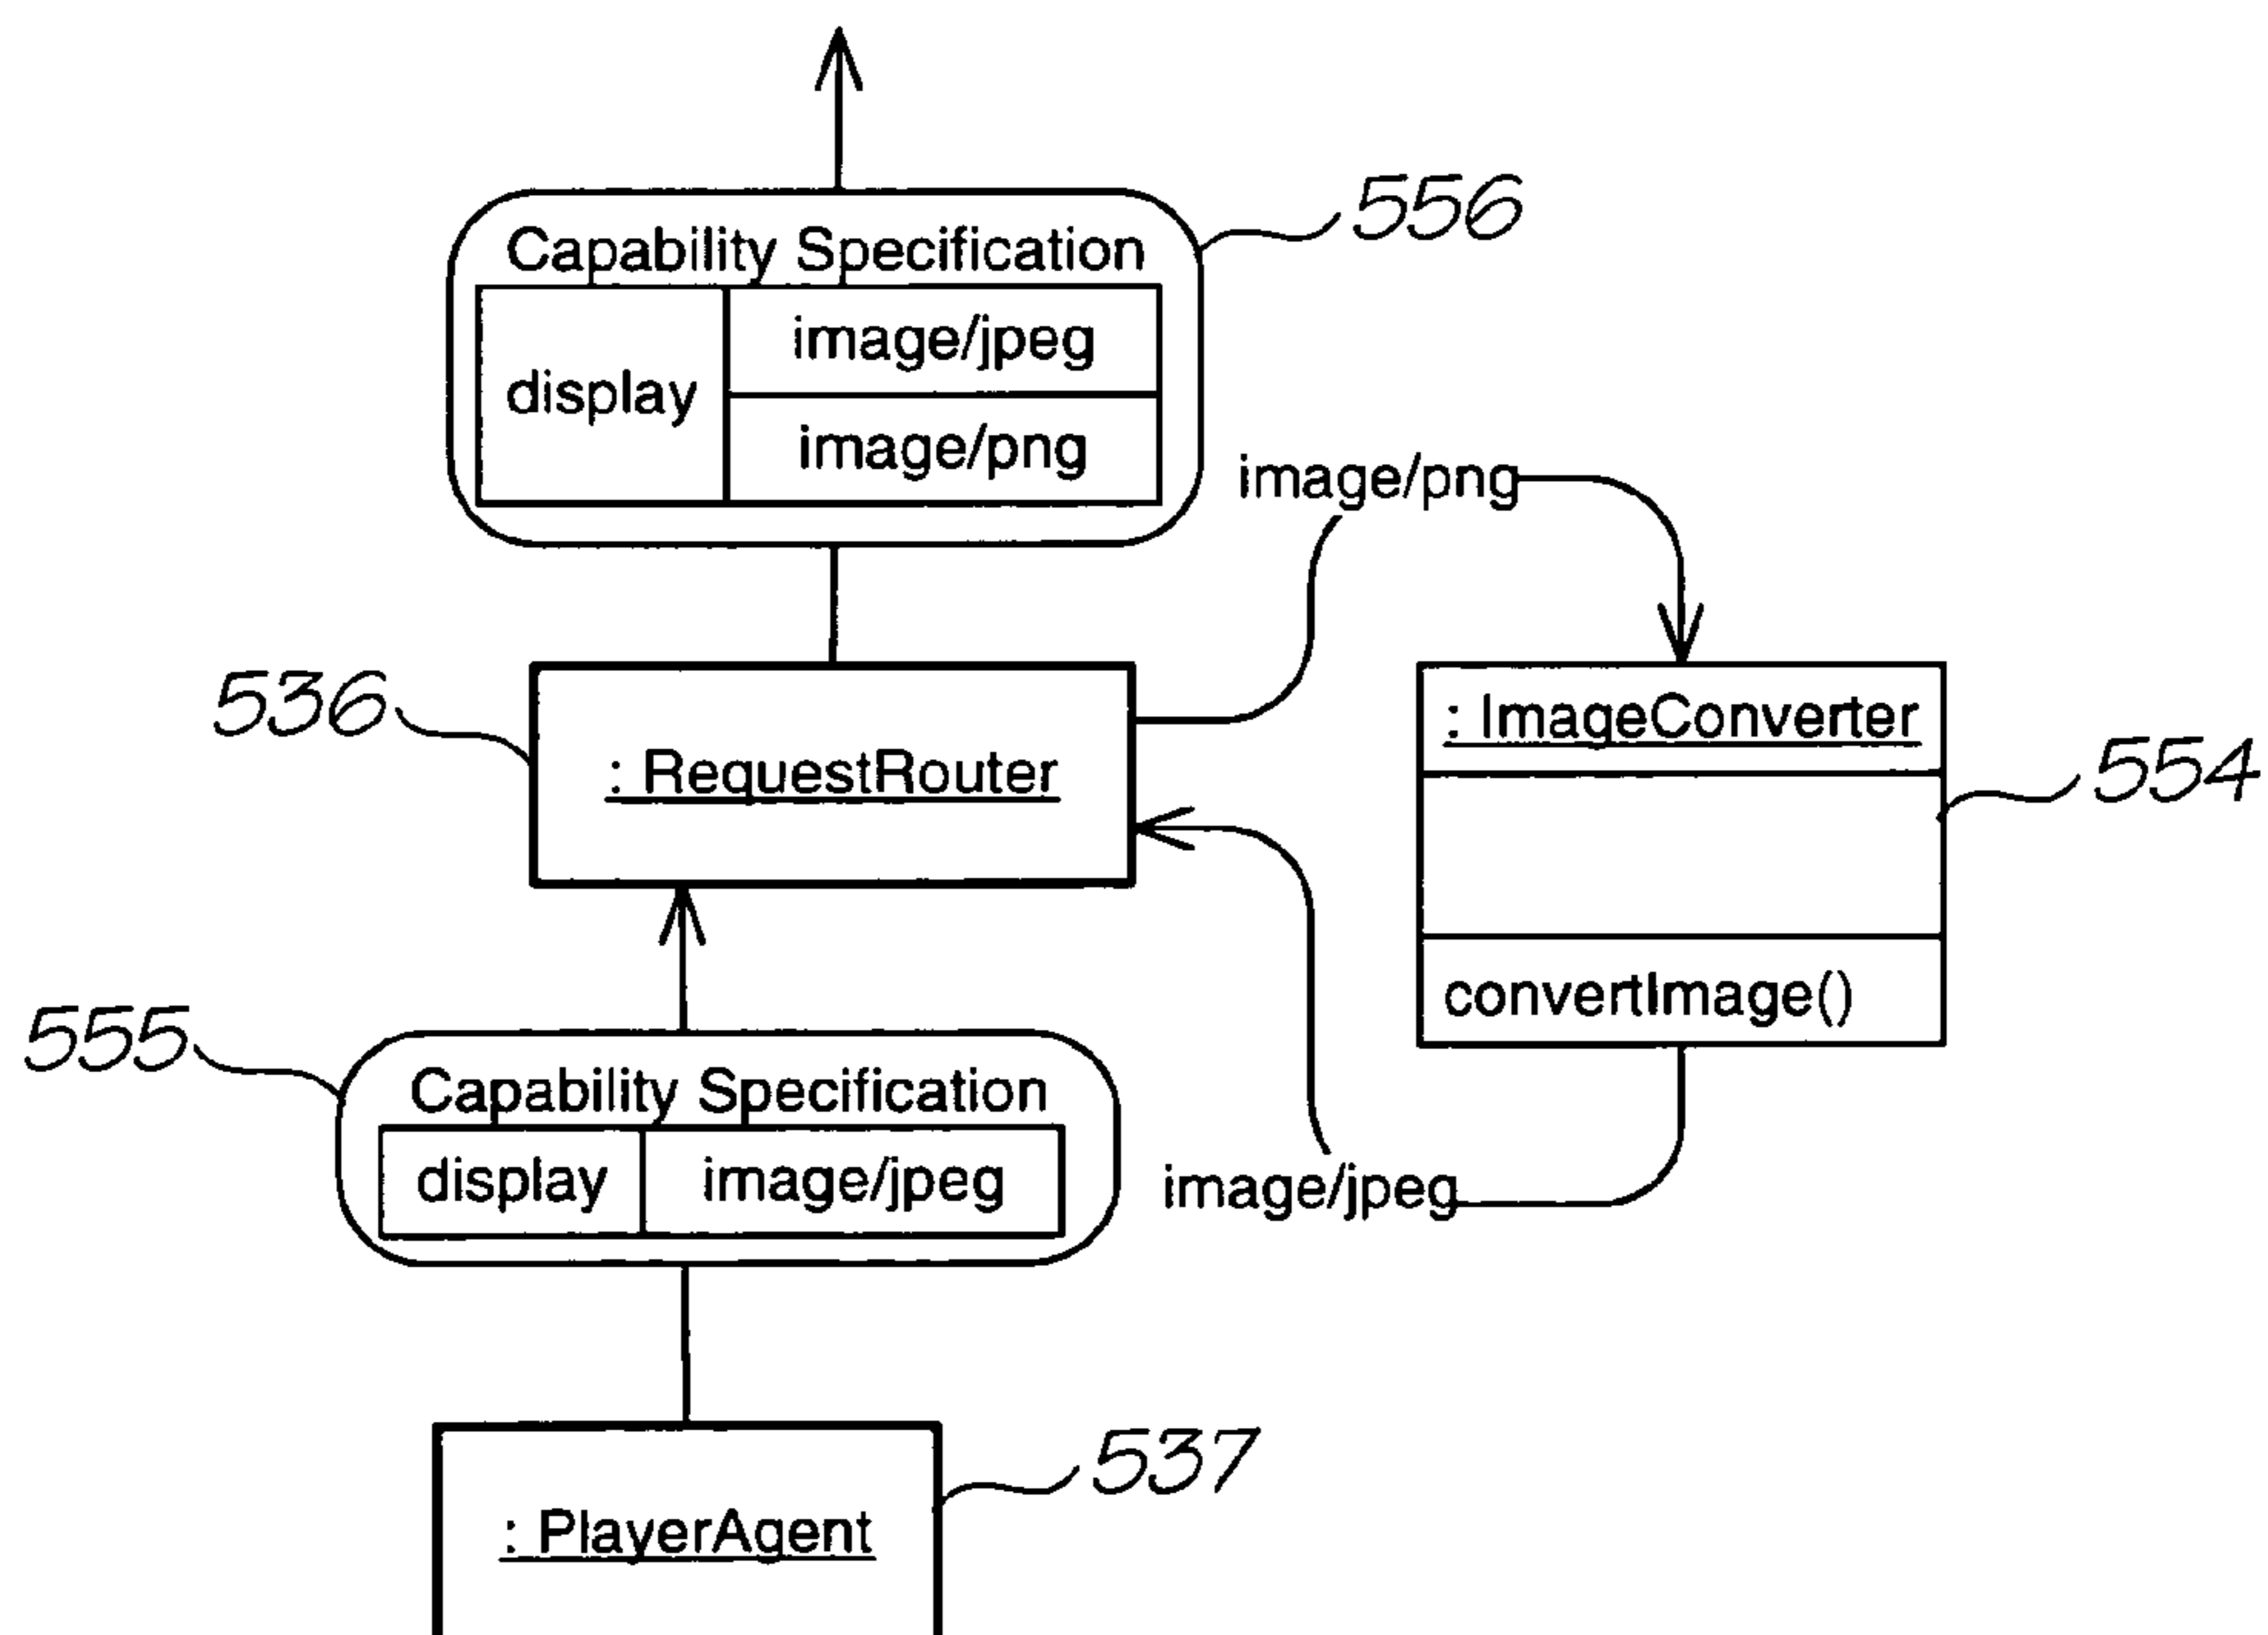 556
Capability Specification
display
image/jpeg
image/png
image/png
536
: RequestRouter
: ImageConverter
554
convertImage()
555
Capability Specification
display image/jpeg
image/jpeg
537
: PlayerAgent